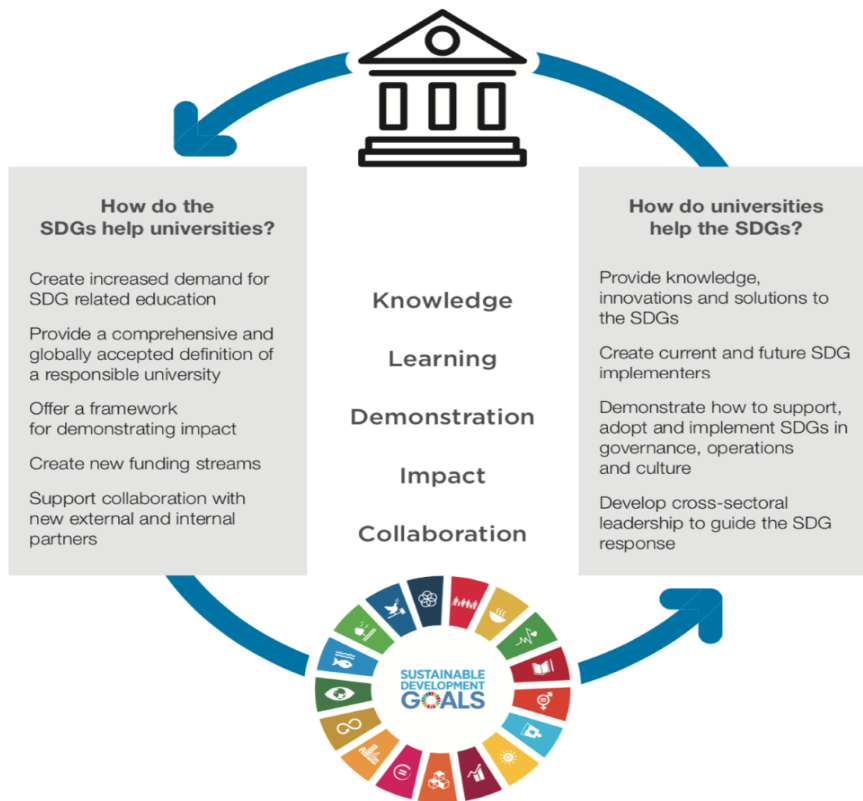 How do the
SDGs help universities?
Create increased demand for
SDG related education
Provide a comprehensive and
globally accepted definition of
a responsible university
Offer a framework
for demonstrating impact
Create new funding streams
Support collaboration with
new external and internal
partners
Knowledge
Learning
Demonstration
Impact
Collaboration
How do universities
help the SDGs?
Provide knowledge,
innovations and solutions to
the SDGs
Create current and future SDG
implementers
Demonstrate how to support,
adopt and implement SDGs in
governance, operations
and culture
Develop cross-sectoral
leadership to guide the SDG
response
SUSTAINABLE
DEVELOPMENT
GOALS